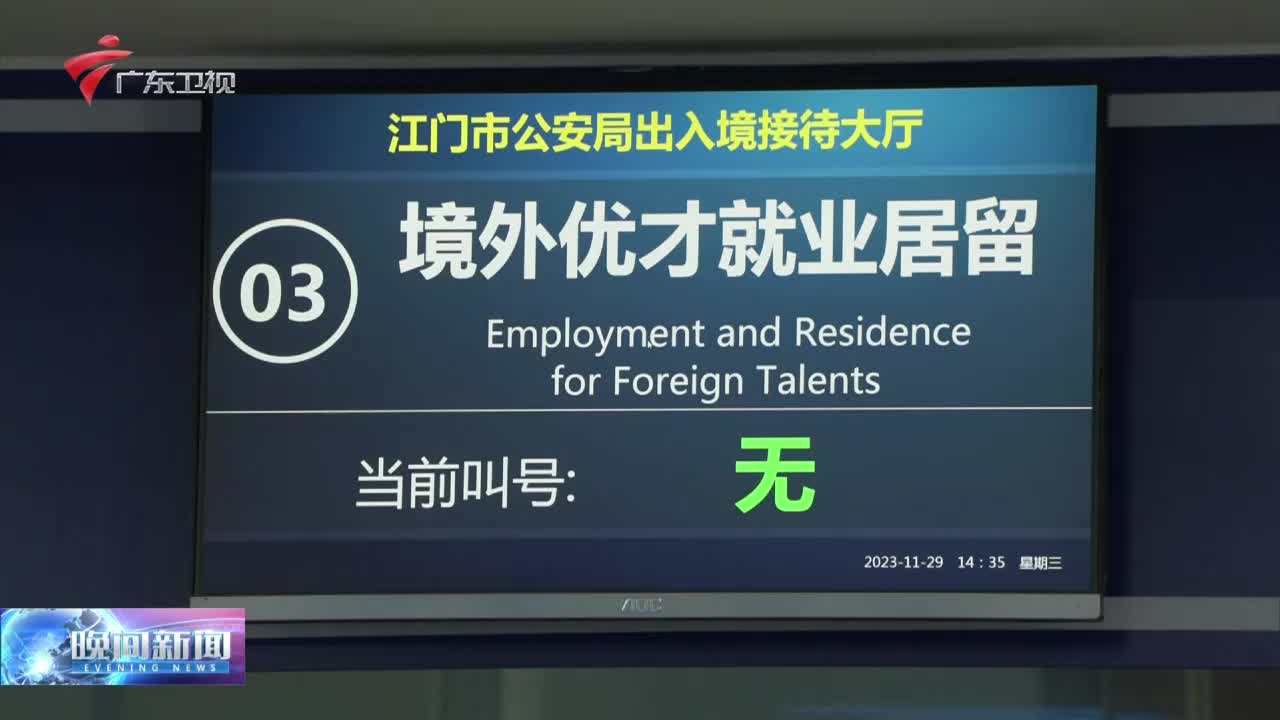 广东卫视
江门市公安局出入境接待大厅
03
境外优才就业居留
Employment and Residence
for Foreign Talents
当前叫号:
无
2023-11-29 14:35 星期三
AOC
晚间新闻
EVENING NEWS